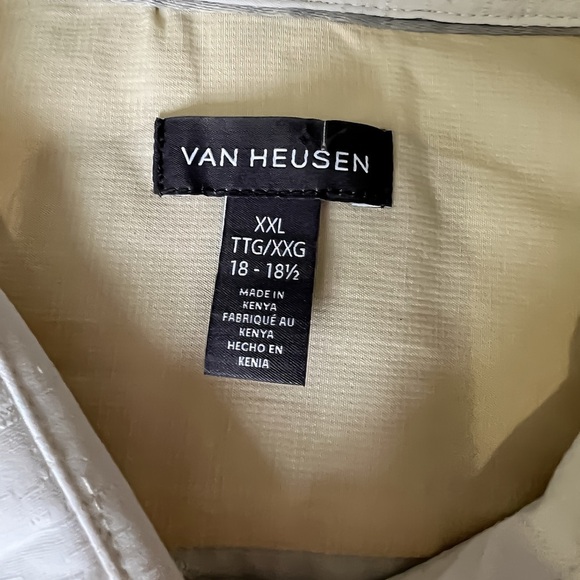 VAN HEUSEN
XXL
TTG/XXG
18 - 18½
MADE IN
KENYA
FABRIQUÉ AU
KENYA
HECHO EN
KENIA